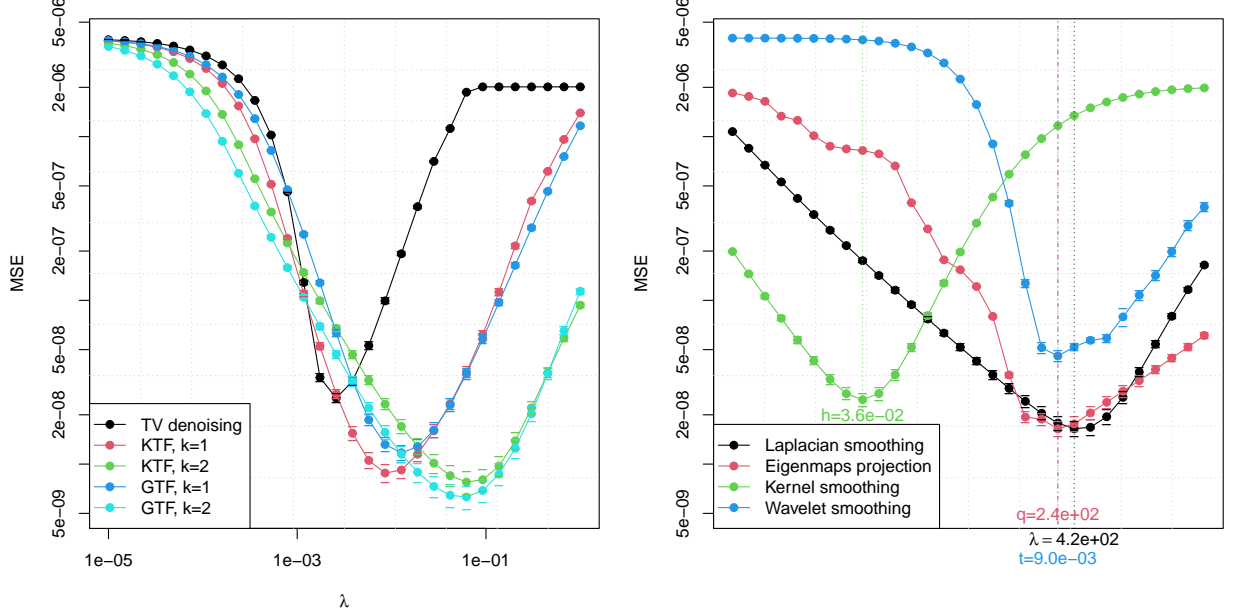 MSE
5e-06
2e-06
5e-07
2e-07
5e-08
2e-08
5e-09
TV denoising
KTF, k=1
KTF, k=2
GTF, k=1
GTF, k=2
1e-05
1e-03
1e-01
λ
MSE
5e-06
2e-06
5e-07
2e-07
5e-08
2e-08
5e-09
h=3.6e-02
Laplacian smoothing
Eigenmaps projection
Kernel smoothing
Wavelet smoothing
q=2.4e+02
λ = 4.2e+02
t=9.0e-03